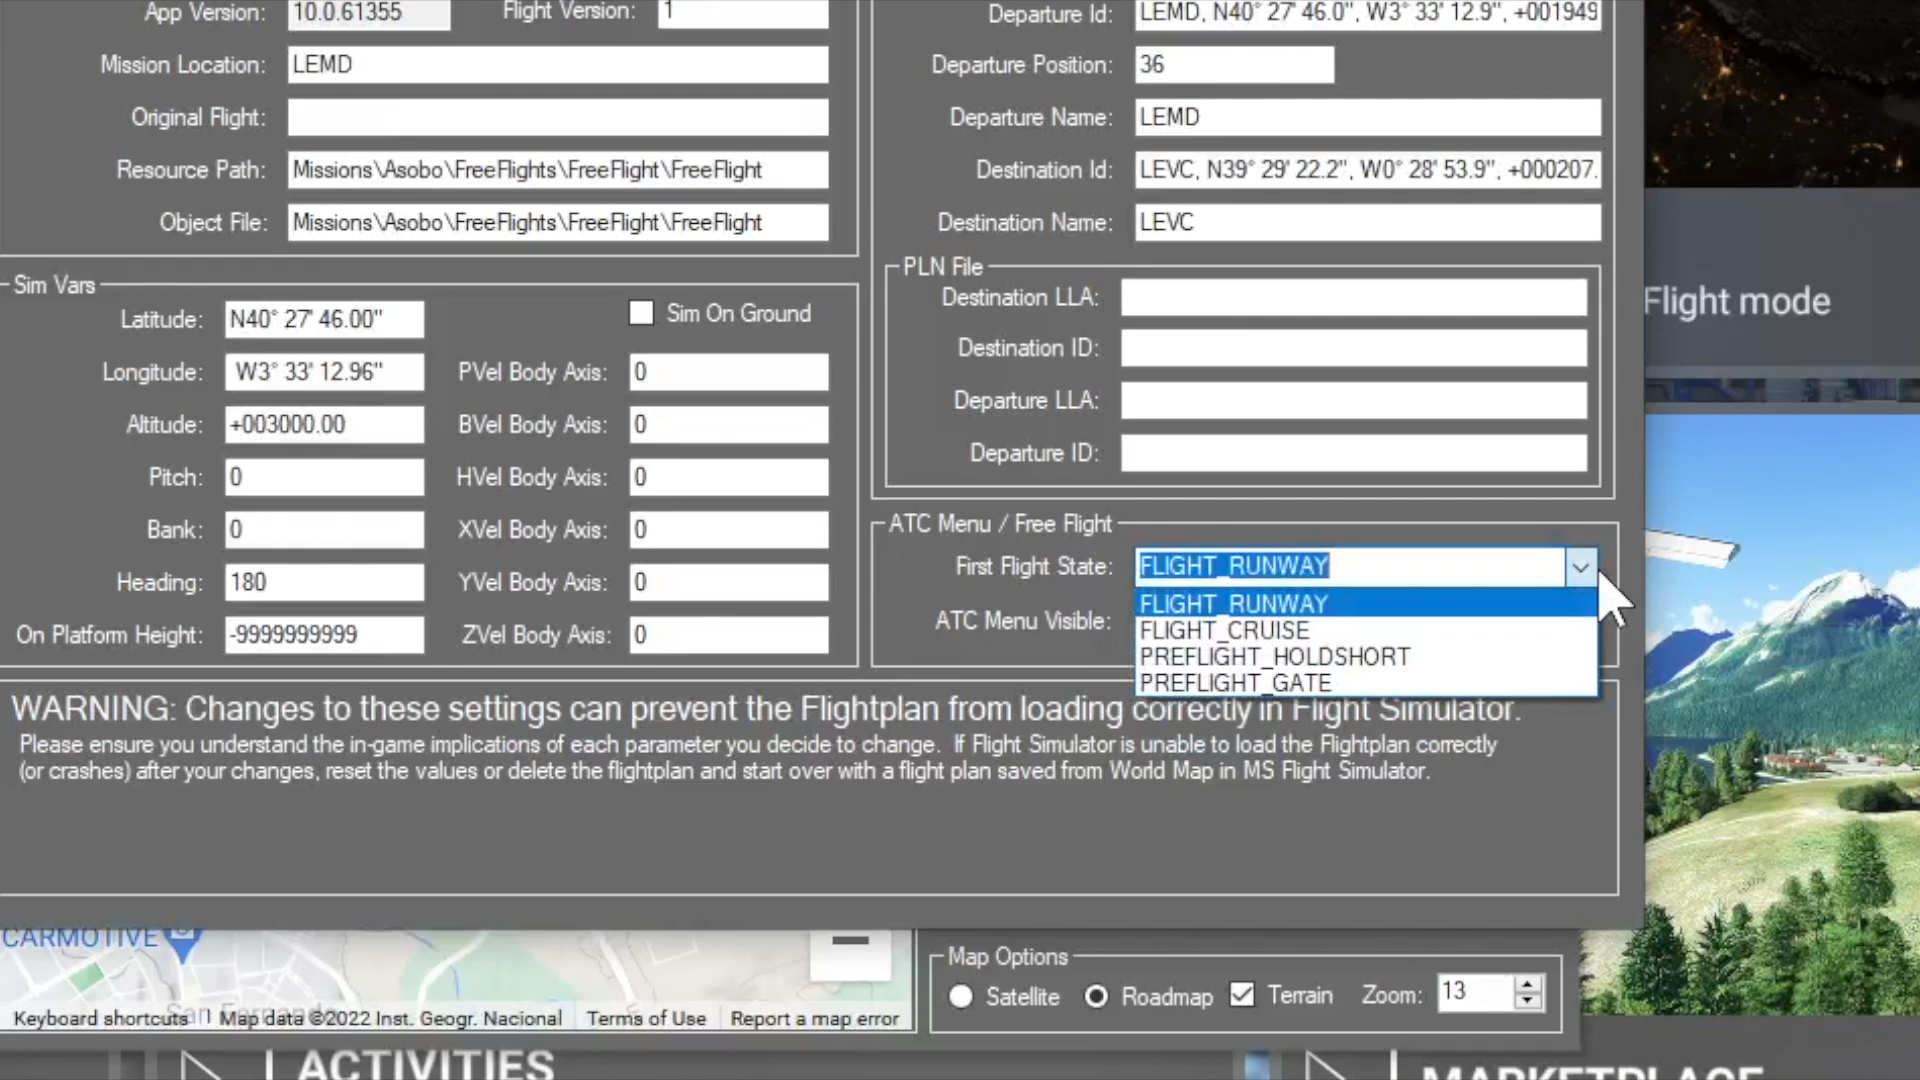 App Version: 10.0.61355 Flight Version: 1
Mission Location: LEMD
Original Flight:
Resource Path: Missions\Asobo\FreeFlights\FreeFlight\FreeFlight
Object File: Missions\Asobo\FreeFlights\FreeFlight\FreeFlight
Departure Id: LEMD, N40° 27' 46.0", W3° 33' 12.9", +001949
Departure Position: 36
Departure Name: LEMD
Destination Id: LEVC, N39° 29' 22.2", W0° 28' 53.9", +000207.
Destination Name: LEVC
PLN File
Destination LLA:
Destination ID:
Departure LLA:
Departure ID:
Sim Vars
Latitude: N40° 27' 46.00" Sim On Ground
Longitude: W3° 33' 12.96" PVel Body Axis: 0
Altitude: +003000.00 BVel Body Axis: 0
Pitch: 0 HVel Body Axis: 0
Bank: 0 XVel Body Axis: 0
Heading: 180 YVel Body Axis: 0
On Platform Height: -9999999999 ZVel Body Axis: 0
ATC Menu / Free Flight
First Flight State: FLIGHT_RUNWAY
FLIGHT_RUNWAY
ATC Menu Visible:
FLIGHT_CRUISE
PREFLIGHT_HOLDSHORT
PREFLIGHT_GATE
WARNING: Changes to these settings can prevent the Flightplan from loading correctly in Flight Simulator.
Please ensure you understand the in-game implications of each parameter you decide to change. If Flight Simulator is unable to load the Flightplan correctly
(or crashes) after your changes, reset the values or delete the flightplan and start over with a flight plan saved from World Map in MS Flight Simulator.
Flight mode
CARMOTIVE
Keyboard shortcuts Map data ©2022 Inst. Geogr. Nacional Terms of Use Report a map error
Map Options
Satellite Roadmap Terrain Zoom: 13
ACTIVITIES
MARKETPLACE